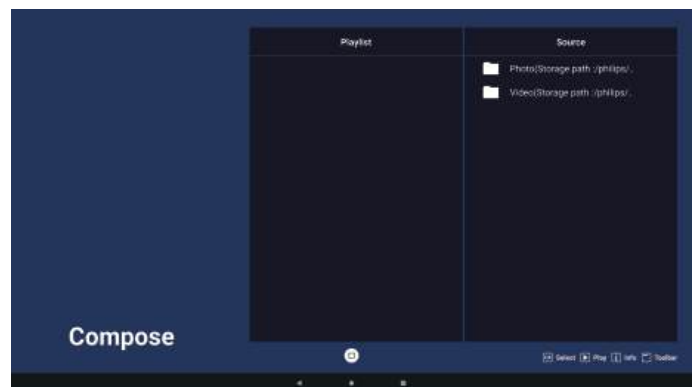 Playlist Source
Photo(Storage path :/philips/..
Video(Storage path :/philips/..
Compose
Select Play Info Toolbar